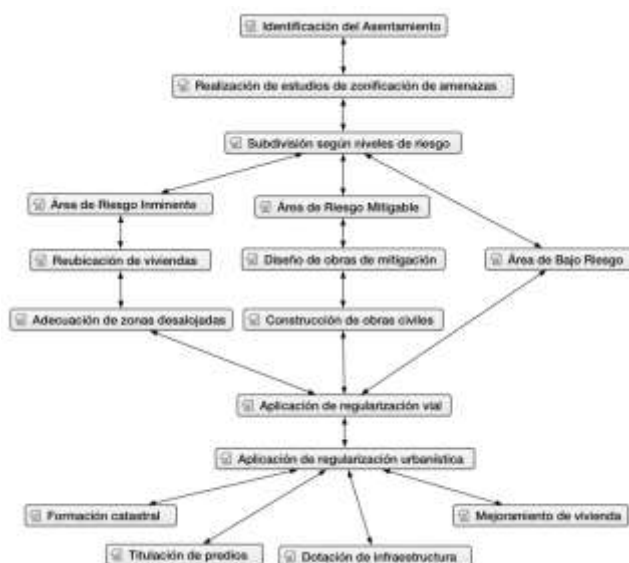 Identificación del Asentamiento
Realización de estudios de zonificación de amenazas
Subdivisión según niveles de riesgo
Área de Riesgo Inminente
Área de Riesgo Mitigable
Reubicación de viviendas
Diseño de obras de mitigación
Área de Bajo Riesgo
Adecuación de zonas desalojadas
Construcción de obras civiles
Aplicación de regularización vial
Aplicación de regularización urbanística
Formación catastral
Mejoramiento de vivienda
Titulación de predios
Dotación de infraestructura